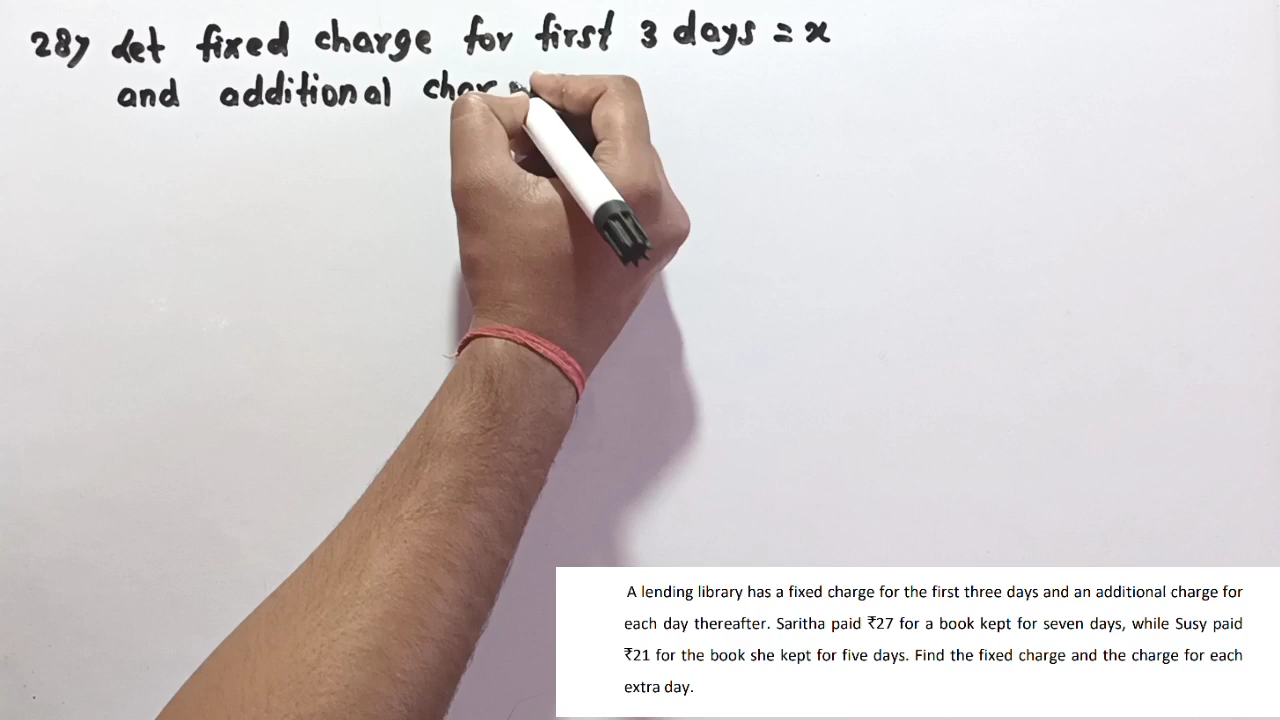 28> Let fixed charge for first 3 days = x
and additional
A lending library has a fixed charge for the first three days and an additional charge for
each day thereafter. Saritha paid ₹27 for a book kept for seven days, while Susy paid
₹21 for the book she kept for five days. Find the fixed charge and the charge for each
extra day.